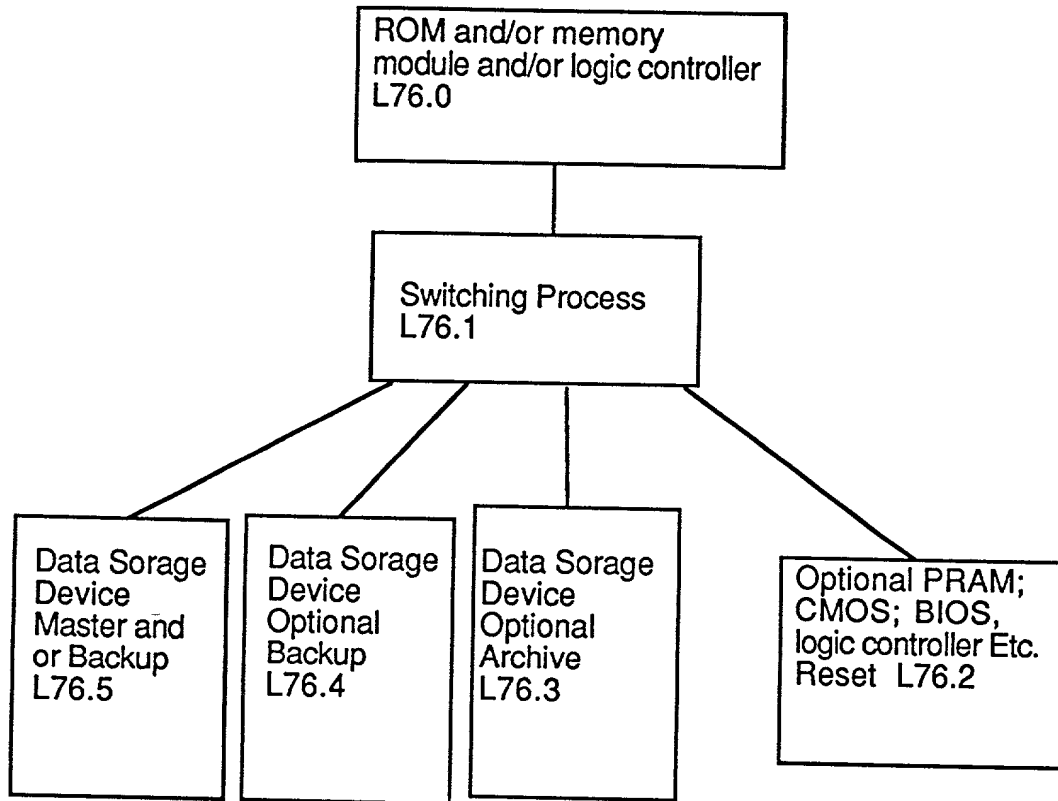 ROM and/or memory
module and/or logic controller
L76.0
Switching Process
L76.1
Data Sorage
Device
Master and
or Backup
L76.5
Data Sorage
Device
Optional
Backup
L76.4
Data Sorage
Device
Optional
Archive
L76.3
Optional PRAM;
CMOS; BIOS,
logic controller Etc.
Reset L76.2